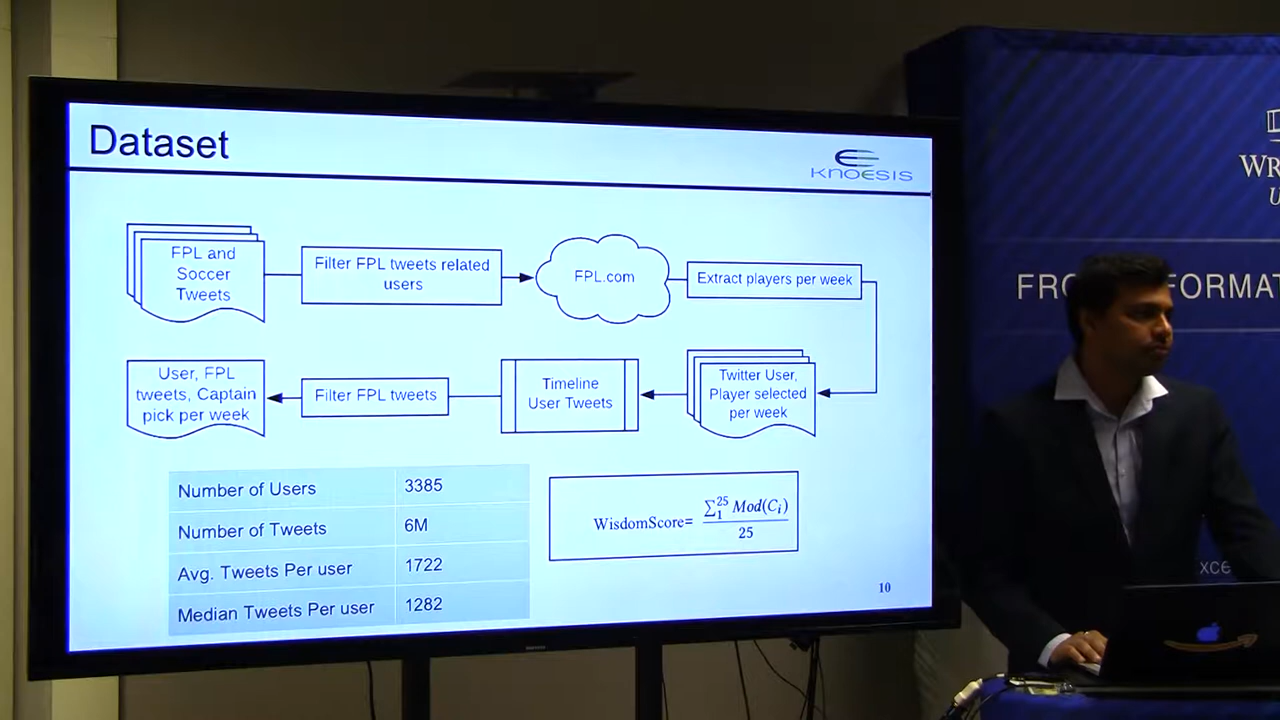 Dataset
KNOESIS
FPL and
Soccer
Tweets
Filter FPL tweets related
users
FPL.com
Extract players per week
User, FPL
tweets, Captain
pick per week
Filter FPL tweets
Timeline
User Tweets
Twitter User,
Player selected
per week
Number of Users 3385
Number of Tweets 6M
Avg. Tweets Per user 1722
Median Tweets Per user 1282
WisdomScore= ∑₁²⁵ Mod(Cᵢ)
25
10
WR
U
FRO FORMAT
xce